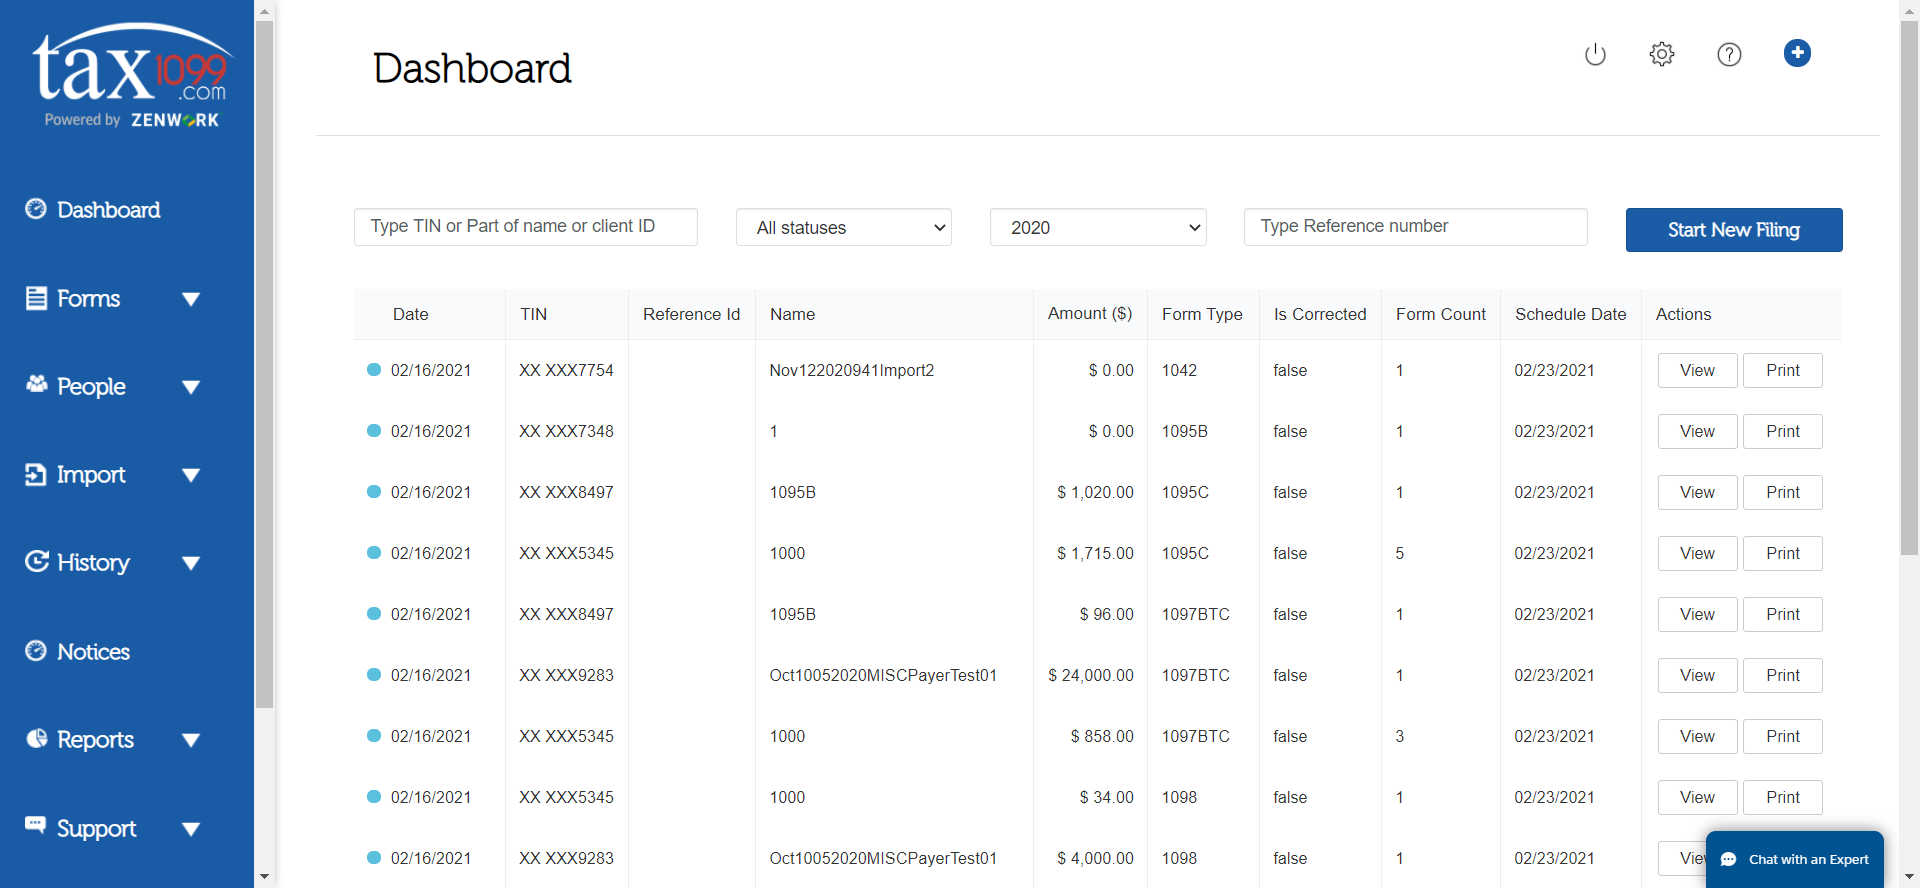 tax1099.com
Powered by ZENWORK
Dashboard
Forms
People
Import
History
Notices
Reports
Support
Dashboard
Type TIN or Part of name or client ID
All statuses
2020
Type Reference number
Start New Filing
Date TIN Reference Id Name Amount ($) Form Type Is Corrected Form Count Schedule Date Actions
02/16/2021 XX XXX7754 Nov122020941Import2 $ 0.00 1042 false 1 02/23/2021 View Print
02/16/2021 XX XXX7348 1 $ 0.00 1095B false 1 02/23/2021 View Print
02/16/2021 XX XXX8497 1095B $ 1,020.00 1095C false 1 02/23/2021 View Print
02/16/2021 XX XXX5345 1000 $ 1,715.00 1095C false 5 02/23/2021 View Print
02/16/2021 XX XXX8497 1095B $ 96.00 1097BTC false 1 02/23/2021 View Print
02/16/2021 XX XXX9283 Oct10052020MISCPayerTest01 $ 24,000.00 1097BTC false 1 02/23/2021 View Print
02/16/2021 XX XXX5345 1000 $ 858.00 1097BTC false 3 02/23/2021 View Print
02/16/2021 XX XXX5345 1000 $ 34.00 1098 false 1 02/23/2021 View Print
02/16/2021 XX XXX9283 Oct10052020MISCPayerTest01 $ 4,000.00 1098 false 1 02/23/2021 Vie
Chat with an Expert